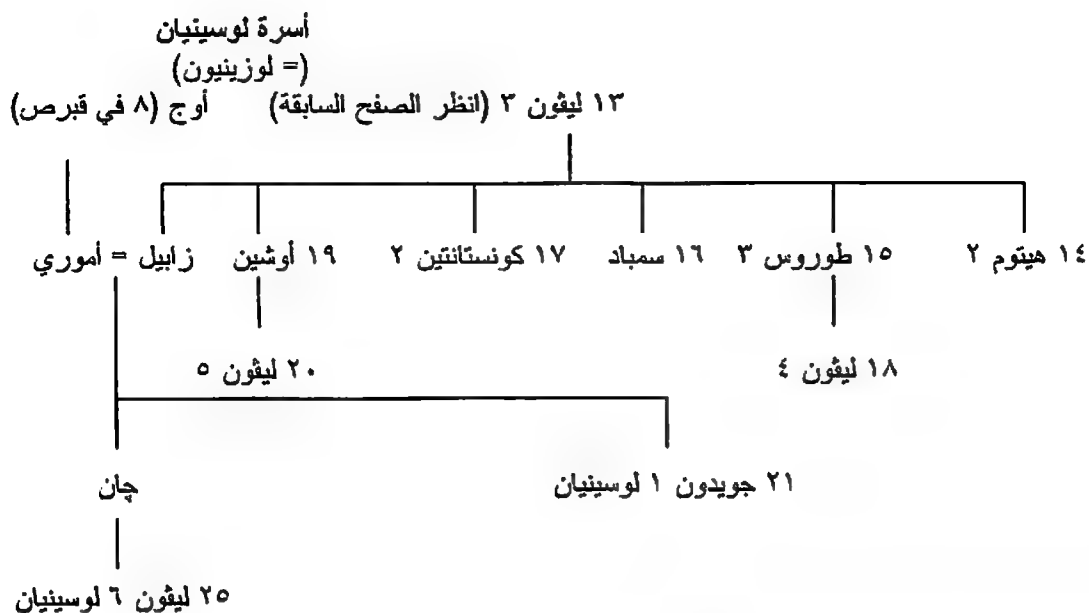 أسرة لوسينيان
(= لوزينيون)
١٣ ليڤون ٣ (انظر الصفح السابقة) أوج (٨ في قبرص)
١٤ هيتوم ٢ ١٥ طوروس ٣ ١٦ سمباد ١٧ كونستانتين ٢ ١٩ أوشين زابيل = أموري
١٨ ليڤون ٤ ٢٠ ليڤون ٥
٢١ جويدون ١ لوسينيان چان
٢٥ ليڤون ٦ لوسينيان